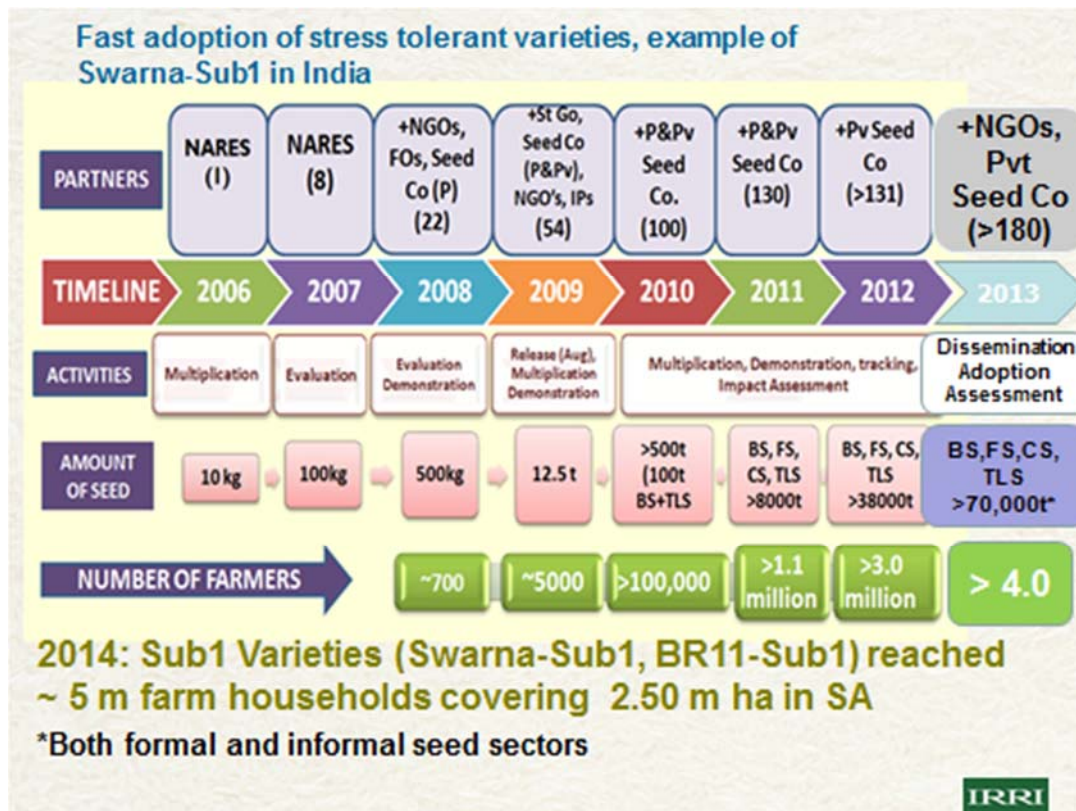 Fast adoption of stress tolerant varieties, example of
Swarna-Sub1 in India
PARTNERS
NARES
(I)
NARES
(8)
+NGOs,
FOs, Seed
Co (P)
(22)
+St Go,
Seed Co
(P&Pv),
NGO's, IPs
(54)
+P&Pv
Seed
Co.
(100)
+P&Pv
Seed Co
(130)
+Pv Seed
Co
(>131)
+NGOs,
Pvt
Seed Co
(>180)
TIMELINE
2006
2007
2008
2009
2010
2011
2012
2013
ACTIVITIES
Multiplication
Evaluation
Evaluation
Demonstration
Release (Aug),
Multiplication
Demonstration
Multiplication, Demonstration, tracking,
Impact Assessment
Dissemination
Adoption
Assessment
AMOUNT
OF SEED
10 kg
100kg
500kg
12.5 t
>500t
(100t
BS+TLS
BS, FS,
CS, TLS
>8000t
BS, FS, CS,
TLS
>38000t
BS,FS,CS,
TLS
>70,000t*
NUMBER OF FARMERS
~700
~5000
>100,000
>1.1
million
>3.0
million
> 4.0
2014: Sub1 Varieties (Swarna-Sub1, BR11-Sub1) reached
~ 5 m farm households covering 2.50 m ha in SA
*Both formal and informal seed sectors
IRRI